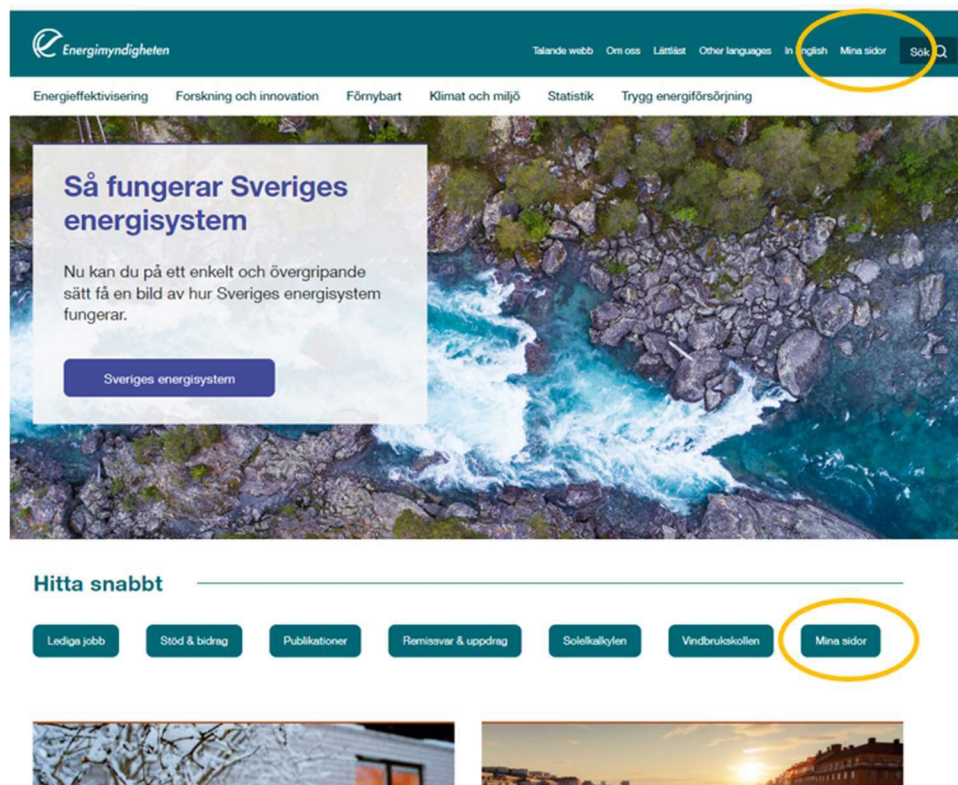 Energimyndigheten
Talande webb Om oss Lättläst Other languages In English Mina sidor Sök
Energieffektivisering Forskning och innovation Förnybart Klimat och miljö Statistik Trygg energiförsörjning
Så fungerar Sveriges
energisystem
Nu kan du på ett enkelt och övergripande
sätt få en bild av hur Sveriges energisystem
fungerar.
Sveriges energisystem
Hitta snabbt
Lediga jobb Stöd & bidrag Publikationer Remissvar & uppdrag Solelkalkylen Vindbrukskollen Mina sidor